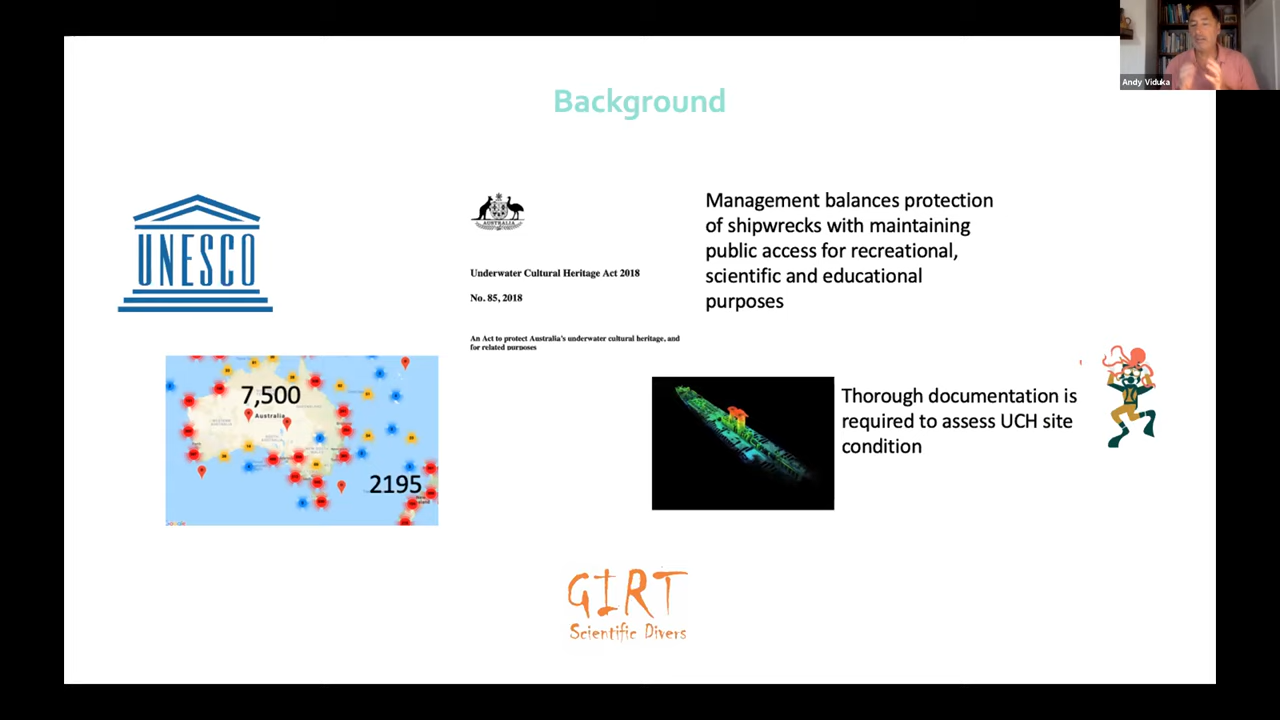 Andy Viduka
Background
UNESCO
AUSTRALIA
Underwater Cultural Heritage Act 2018
No. 85, 2018
An Act to protect Australia's underwater cultural heritage, and
for related purposes
Management balances protection
of shipwrecks with maintaining
public access for recreational,
scientific and educational
purposes
7,500
Australia
2195
Thorough documentation is
required to assess UCH site
condition
GIRT
Scientific Divers